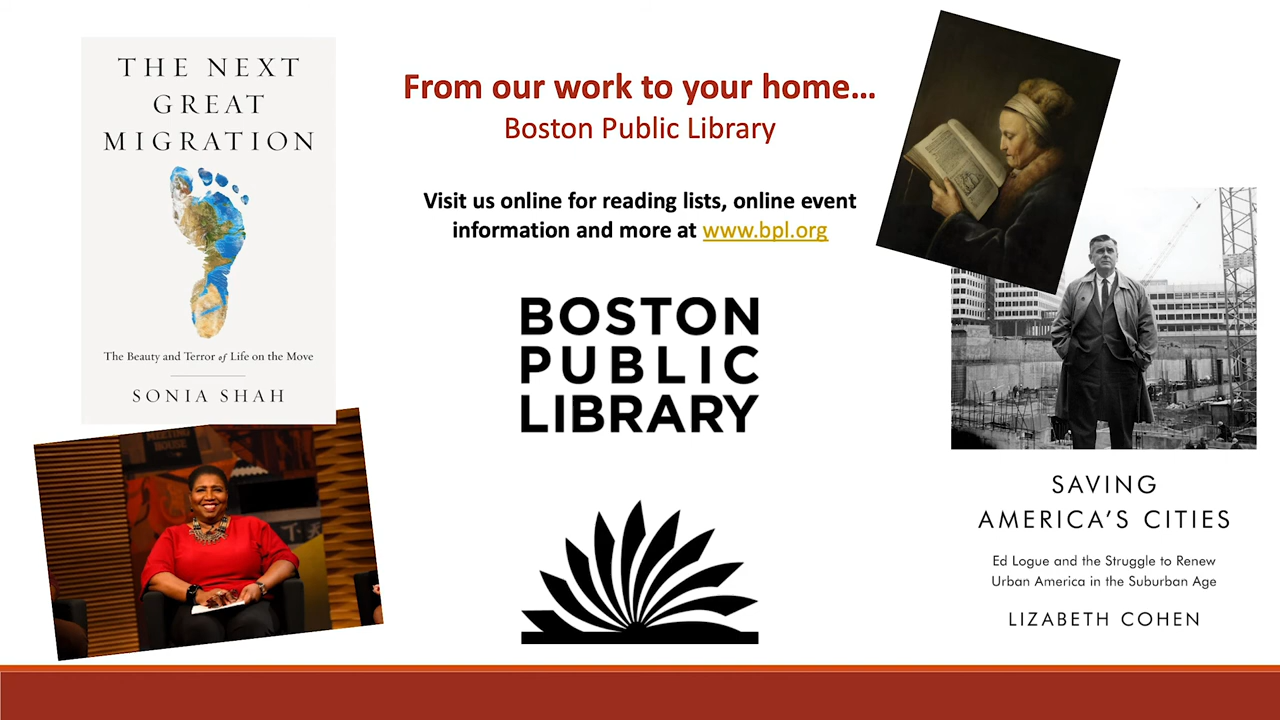 THE NEXT
GREAT
MIGRATION
The Beauty and Terror of Life on the Move
SONIA SHAH
From our work to your home…
Boston Public Library
Visit us online for reading lists, online event
information and more at www.bpl.org
BOSTON
PUBLIC
LIBRARY
MEETING
HOUSE
SAVING
AMERICA'S CITIES
Ed Logue and the Struggle to Renew
Urban America in the Suburban Age
LIZABETH COHEN